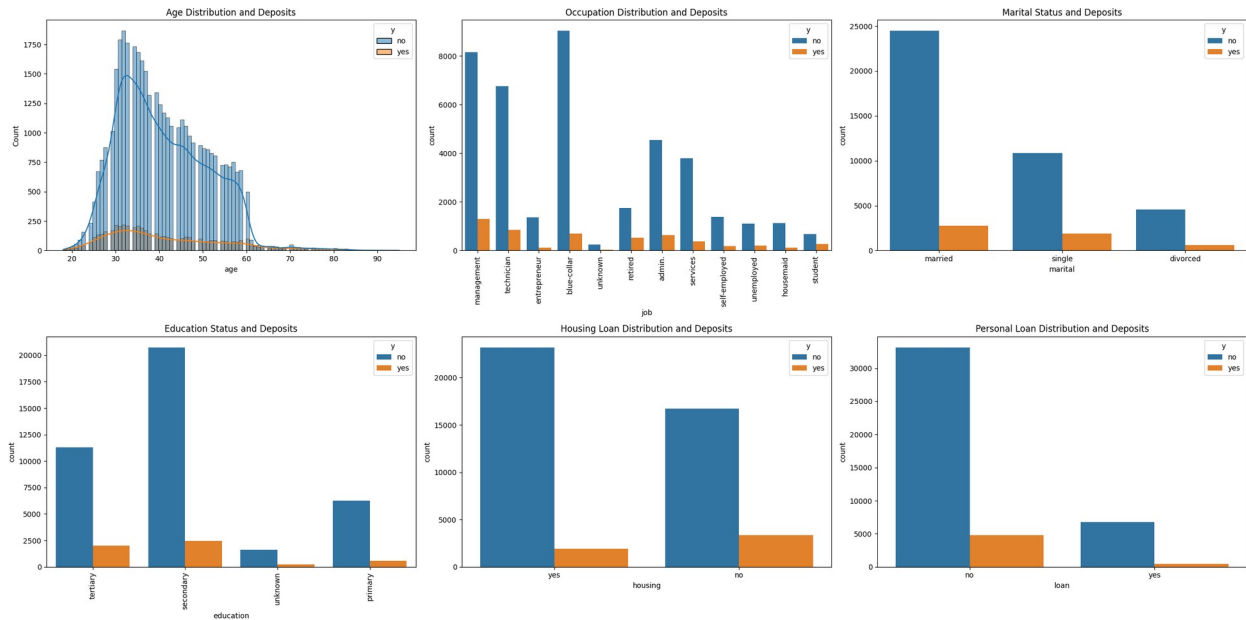 Age Distribution and Deposits
y
no
yes
1750
1500
1250
1000
750
500
250
0
Count
20 30 40 50 60 70 80 90
age
Occupation Distribution and Deposits
y
no
yes
8000
6000
4000
2000
0
count
management
technician
entrepreneur
blue-collar
unknown
retired
admin.
services
self-employed
unemployed
housemaid
student
job
Marital Status and Deposits
y
no
yes
25000
20000
15000
10000
5000
0
count
married single divorced
marital
Education Status and Deposits
y
no
yes
20000
17500
15000
12500
10000
7500
5000
2500
0
count
tertiary
secondary
unknown
primary
education
Housing Loan Distribution and Deposits
y
no
yes
20000
15000
10000
5000
0
count
yes no
housing
Personal Loan Distribution and Deposits
y
no
yes
30000
25000
20000
15000
10000
5000
0
count
no yes
loan